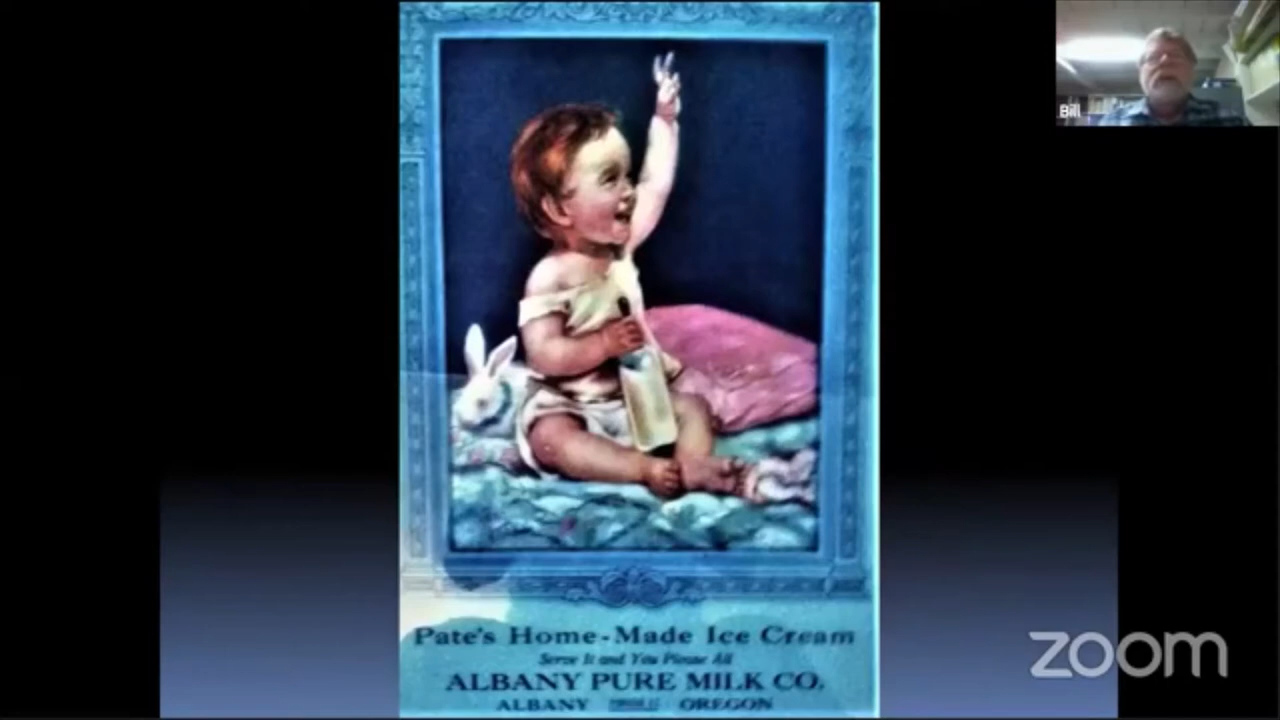 Bill
Pate's Home-Made Ice Cream
Serve It and You Please All
ALBANY PURE MILK CO.
ALBANY OREGON
zoom